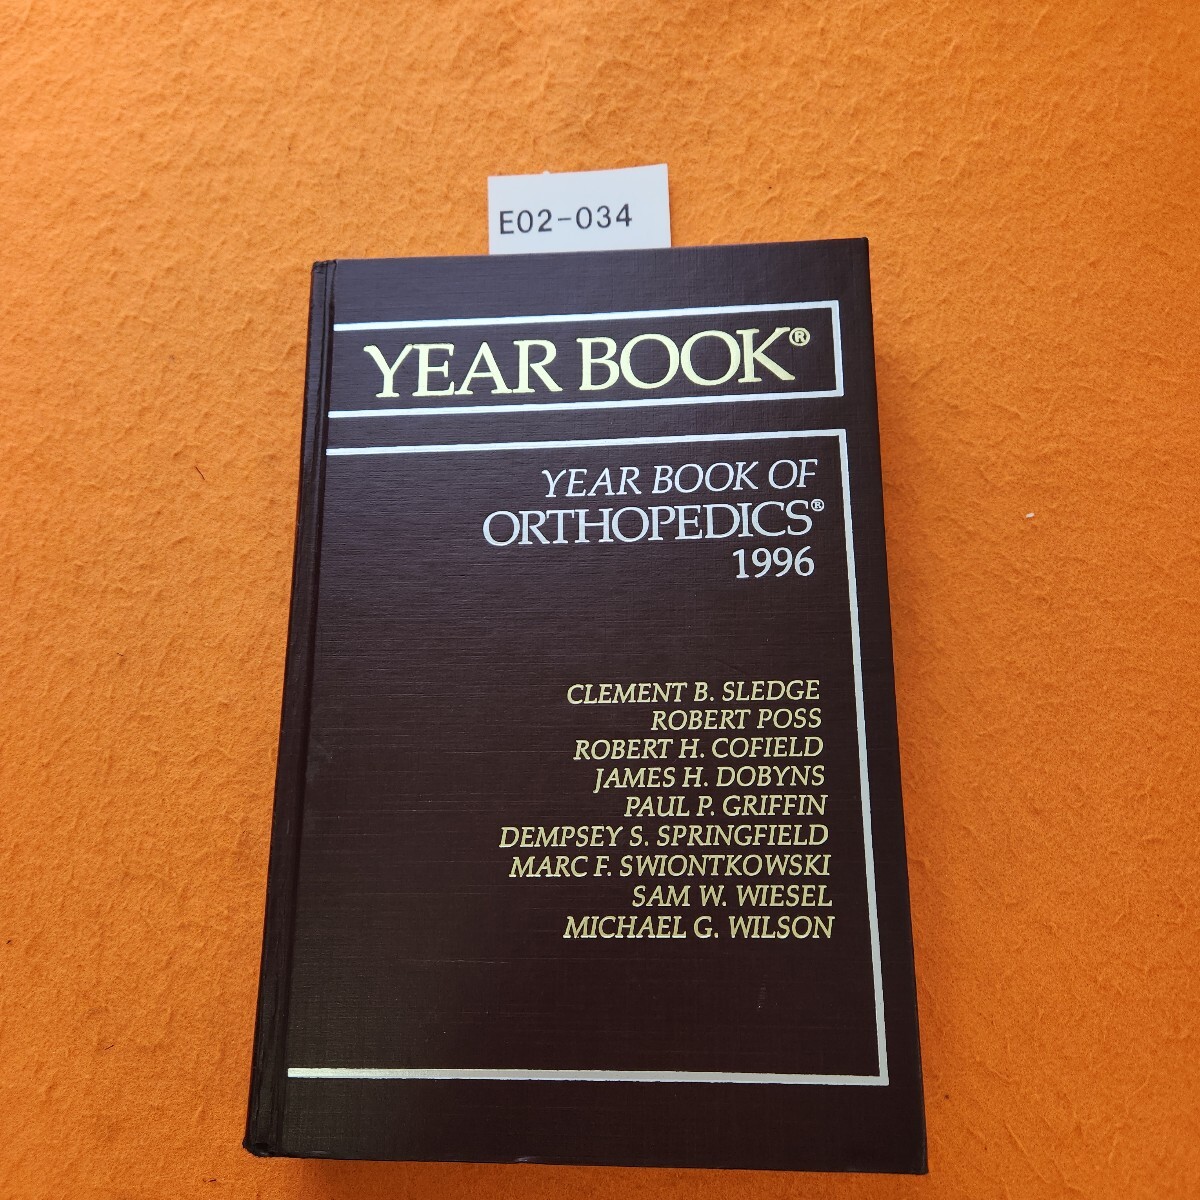 E02-034
YEAR BOOK®
YEAR BOOK OF
ORTHOPEDICS®
1996
CLEMENT B. SLEDGE
ROBERT POSS
ROBERT H. COFIELD
JAMES H. DOBYNS
PAUL P. GRIFFIN
DEMPSEY S. SPRINGFIELD
MARC F. SWIONTKOWSKI
SAM W. WIESEL
MICHAEL G. WILSON